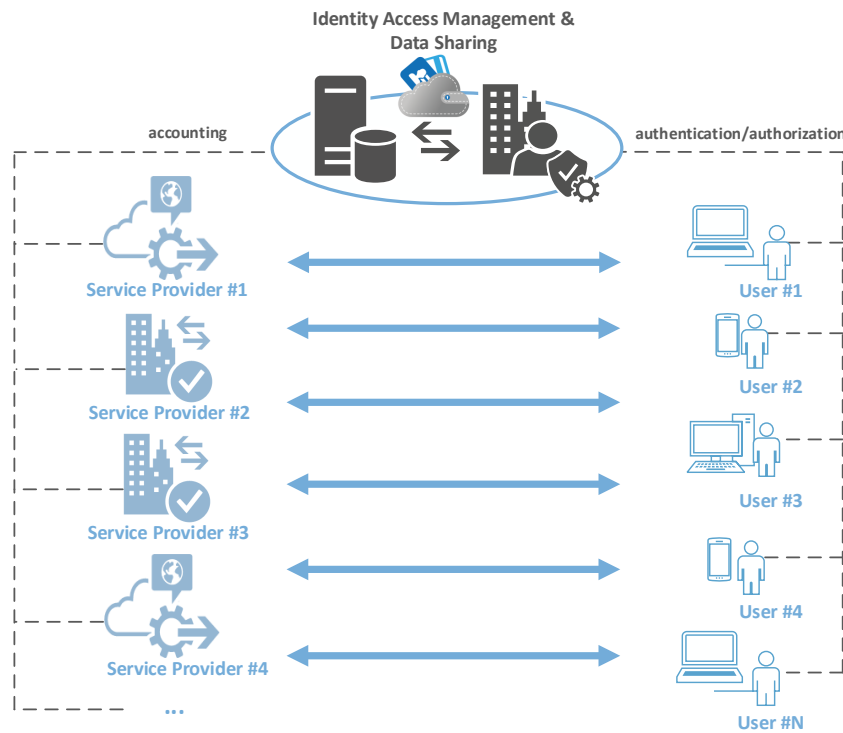 Identity Access Management &
Data Sharing
accounting
authentication/authorization
Service Provider #1
User #1
Service Provider #2
User #2
Service Provider #3
User #3
Service Provider #4
User #4
...
User #N